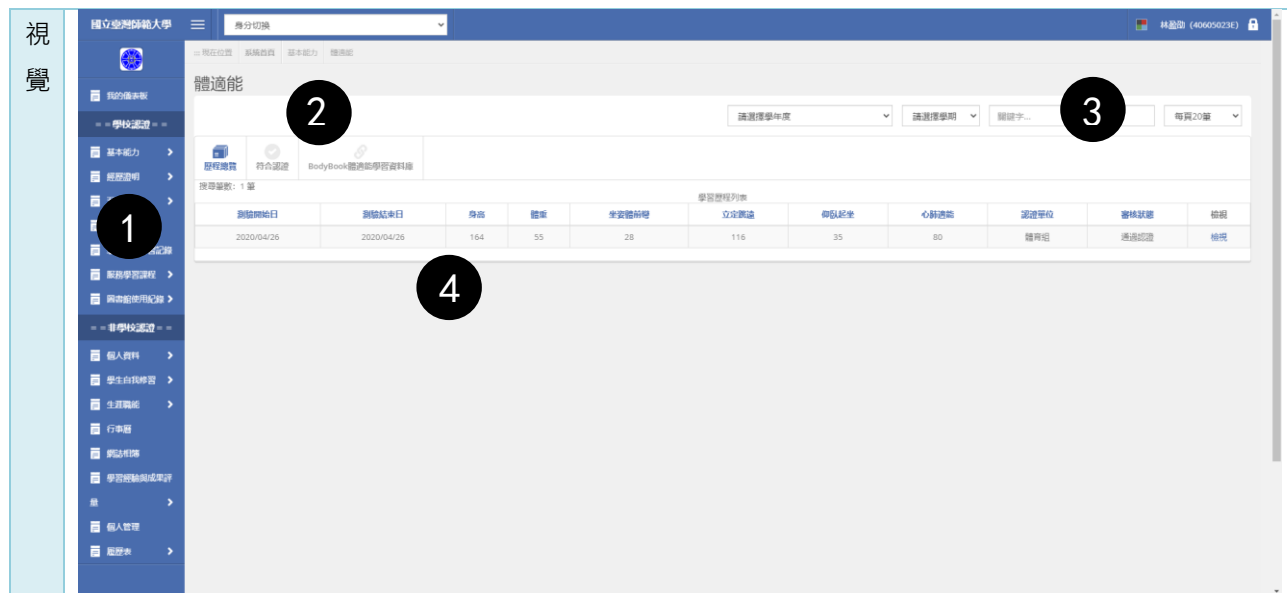 視
覺
國立臺灣師範大學
身分切換
林盈劭 (40605023E)
現在位置 系統首頁 基本能力 體適能
體適能
我的儀表板
= = 學校認證 = =
基本能力
經歷證明
1
服務學習課程
圖書館使用紀錄
= = 非學校認證 = =
個人資料
學生自我修習
生涯職能
行事曆
網誌相簿
學習經驗與成果評
量
個人管理
履歷表
2
請選擇學年度 請選擇學期 關鍵字... 3 每頁20筆
歷程總覽 符合認證 BodyBook體適能學習資料庫
搜尋筆數: 1 筆
學習歷程列表
測驗開始日 測驗結束日 身高 體重 坐姿體前彎 立定跳遠 仰臥起坐 心肺適能 認證單位 審核狀態 檢視
2020/04/26 2020/04/26 164 55 28 116 35 80 體育組 通過認證 檢視
4